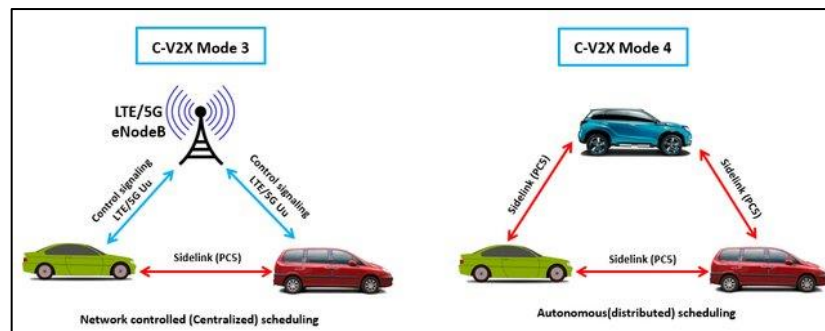 C-V2X Mode 3
LTE/5G
eNodeB
Control signaling
LTE/5G Uu
Control signaling
LTE/5G Uu
Sidelink (PC5)
Network controlled (Centralized) scheduling
C-V2X Mode 4
Sidelink (PC5)
Sidelink (PC5)
Sidelink (PC5)
Autonomous(distributed) scheduling